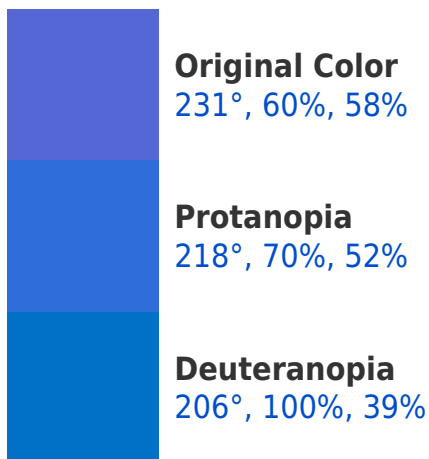 Original Color
231°, 60%, 58%
Protanopia
218°, 70%, 52%
Deuteranopia
206°, 100%, 39%